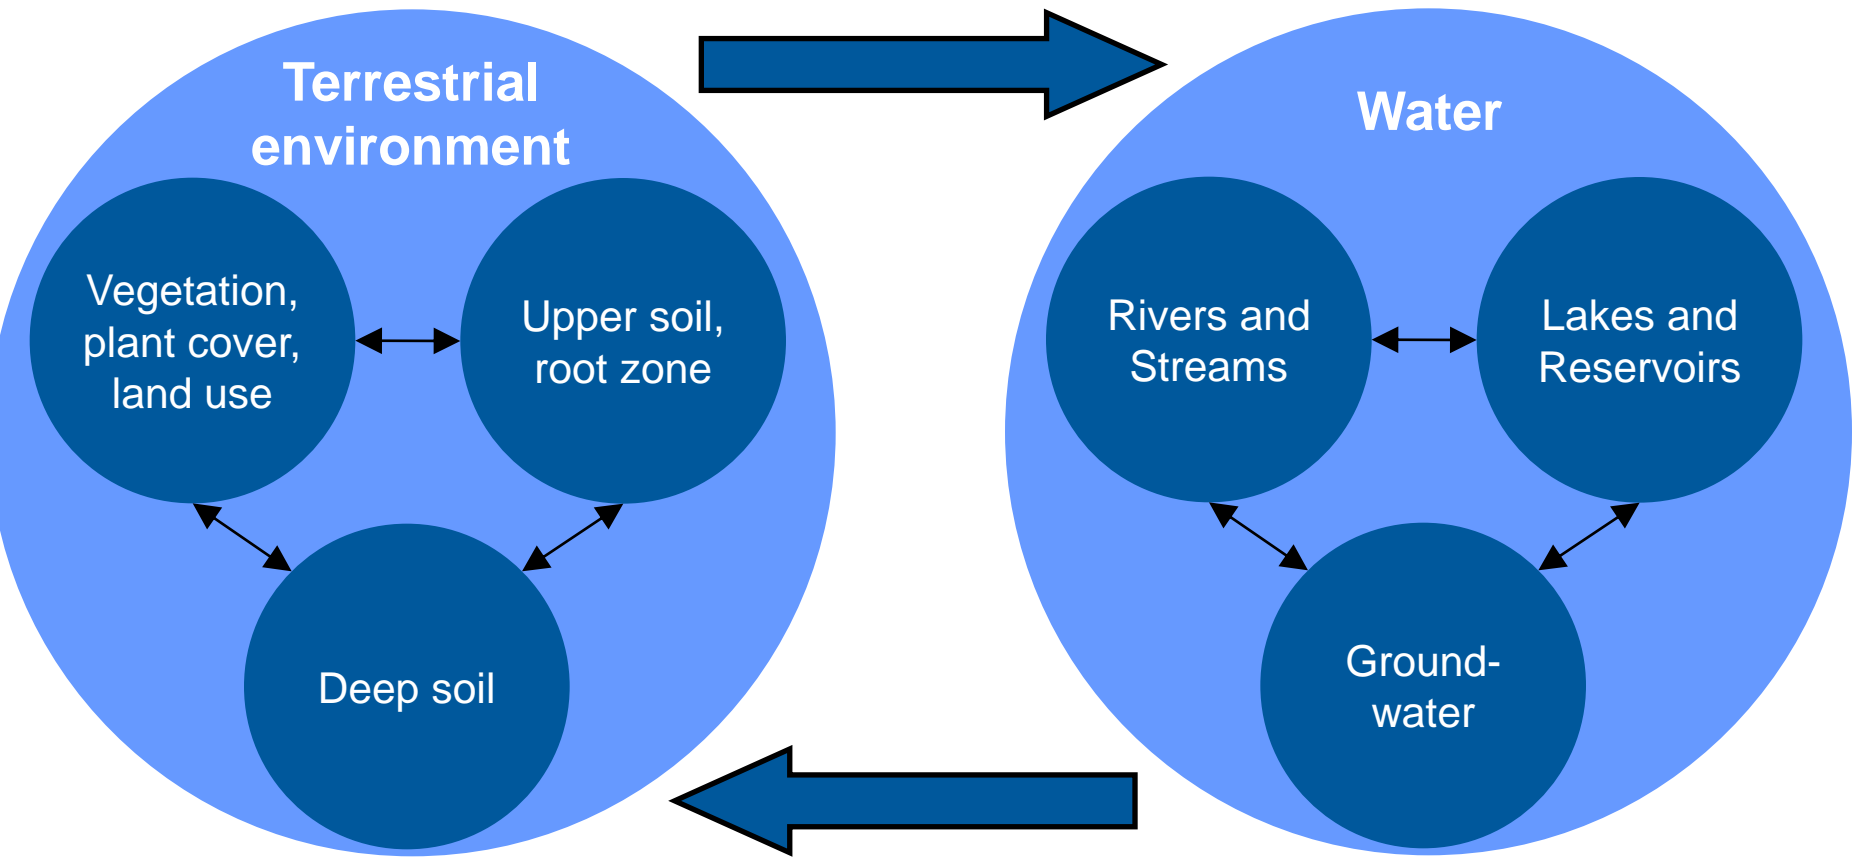 Terrestrial
environment
Vegetation,
plant cover,
land use
Upper soil,
root zone
Deep soil
Water
Rivers and
Streams
Lakes and
Reservoirs
Ground-
water